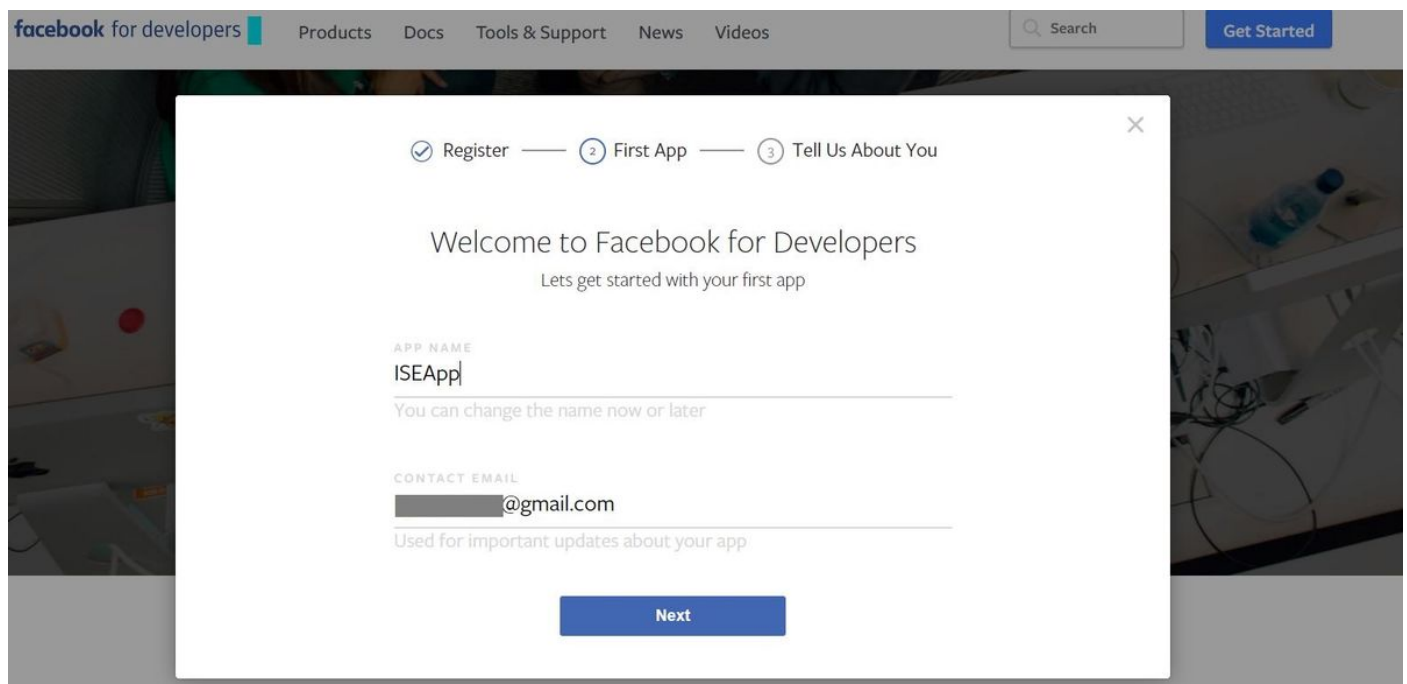 facebook for developers Products Docs Tools & Support News Videos Search Get Started
Register 2 First App 3 Tell Us About You
Welcome to Facebook for Developers
Lets get started with your first app
APP NAME
ISEApp
You can change the name now or later
CONTACT EMAIL
@gmail.com
Used for important updates about your app
Next